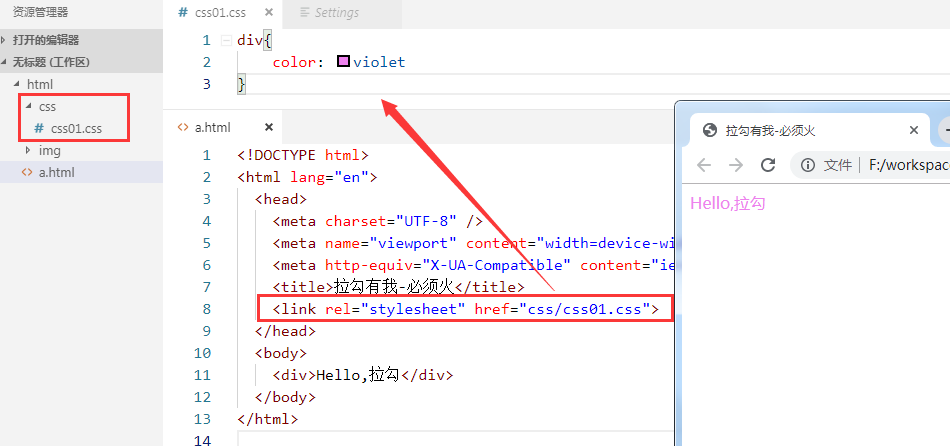 资源管理器
打开的编辑器
无标题 (工作区)
html
css
# css01.css
img
<> a.html
# css01.css ×
Settings
1 div{
2 color: violet
3 }
<> a.html ×
1 <!DOCTYPE html>
2 <html lang="en">
3 <head>
4 <meta charset="UTF-8" />
5 <meta name="viewport" content="width=device-wi
6 <meta http-equiv="X-UA-Compatible" content="ie
7 <title>拉勾有我-必须火</title>
8 <link rel="stylesheet" href="css/css01.css">
9 </head>
10 <body>
11 <div>Hello,拉勾</div>
12 </body>
13 </html>
14
拉勾有我-必须火 ×
文件 | F:/workspace
Hello,拉勾